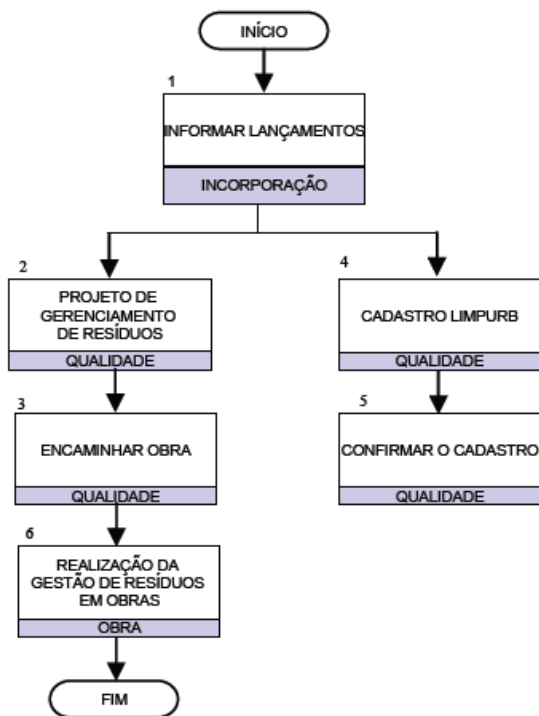 INÍCIO
1
INFORMAR LANÇAMENTOS
INCORPORAÇÃO
2
PROJETO DE
GERENCIAMENTO
DE RESÍDUOS
QUALIDADE
4
CADASTRO LIMPURB
QUALIDADE
3
ENCAMINHAR OBRA
QUALIDADE
5
CONFIRMAR O CADASTRO
QUALIDADE
6
REALIZAÇÃO DA
GESTÃO DE RESÍDUOS
EM OBRAS
OBRA
FIM